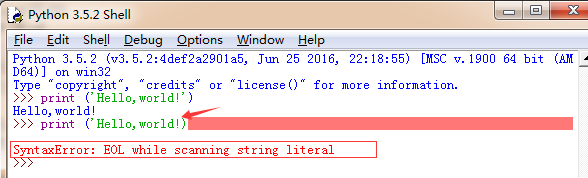 Python 3.5.2 Shell
File Edit Shell Debug Options Window Help
Python 3.5.2 (v3.5.2:4def2a2901a5, Jun 25 2016, 22:18:55) [MSC v.1900 64 bit (AM
D64)] on win32
Type "copyright", "credits" or "license()" for more information.
>>> print ('Hello,world!')
Hello,world!
>>> print ('Hello,world!)
SyntaxError: EOL while scanning string literal
>>>